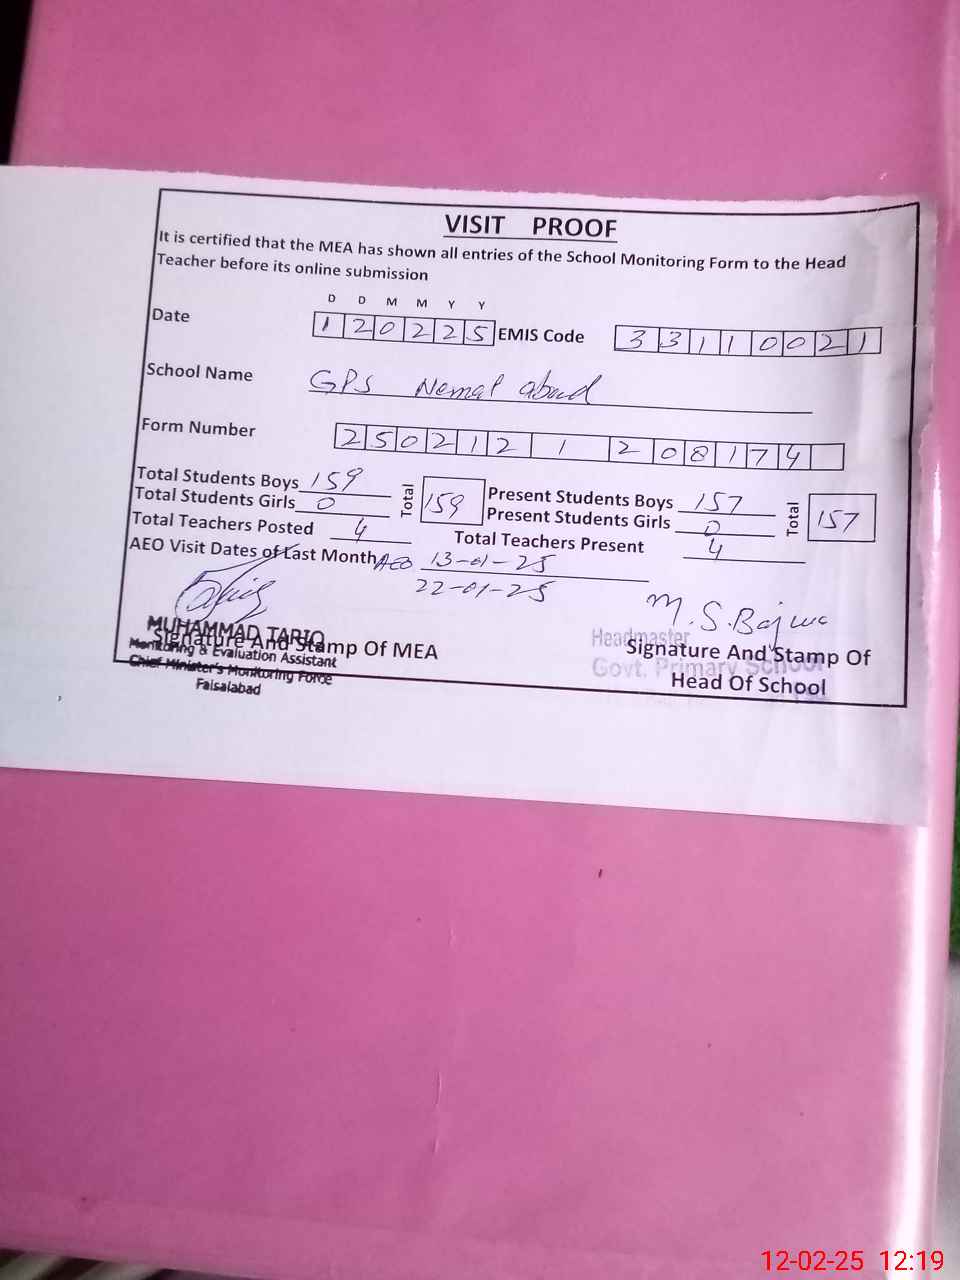 VISIT PROOF
It is certified that the MEA has shown all entries of the School Monitoring Form to the Head
Teacher before its online submission
D D M M Y Y
Date 1 2 0 2 2 5 EMIS Code 3 3 1 1 0 0 2 1
School Name GPS Nemat abad
Form Number 2 5 0 2 1 2 1 2 0 8 1 7 4
Total Students Boys 159 Total 159 Present Students Boys 157 Total 157
Total Students Girls 0 Present Students Girls 0
Total Teachers Posted 4 Total Teachers Present 4
AEO Visit Dates of Last Month AEO 13-01-25
22-01-25
M. S. Bajwa
MUHAMMAD TARIQ
Signature And Stamp Of MEA
Monitoring & Evaluation Assistant
Chief Minister's Monitoring Force
Faisalabad
Headmaster
Signature And Stamp Of
Govt. Primary School
Head Of School
12-02-25 12:19